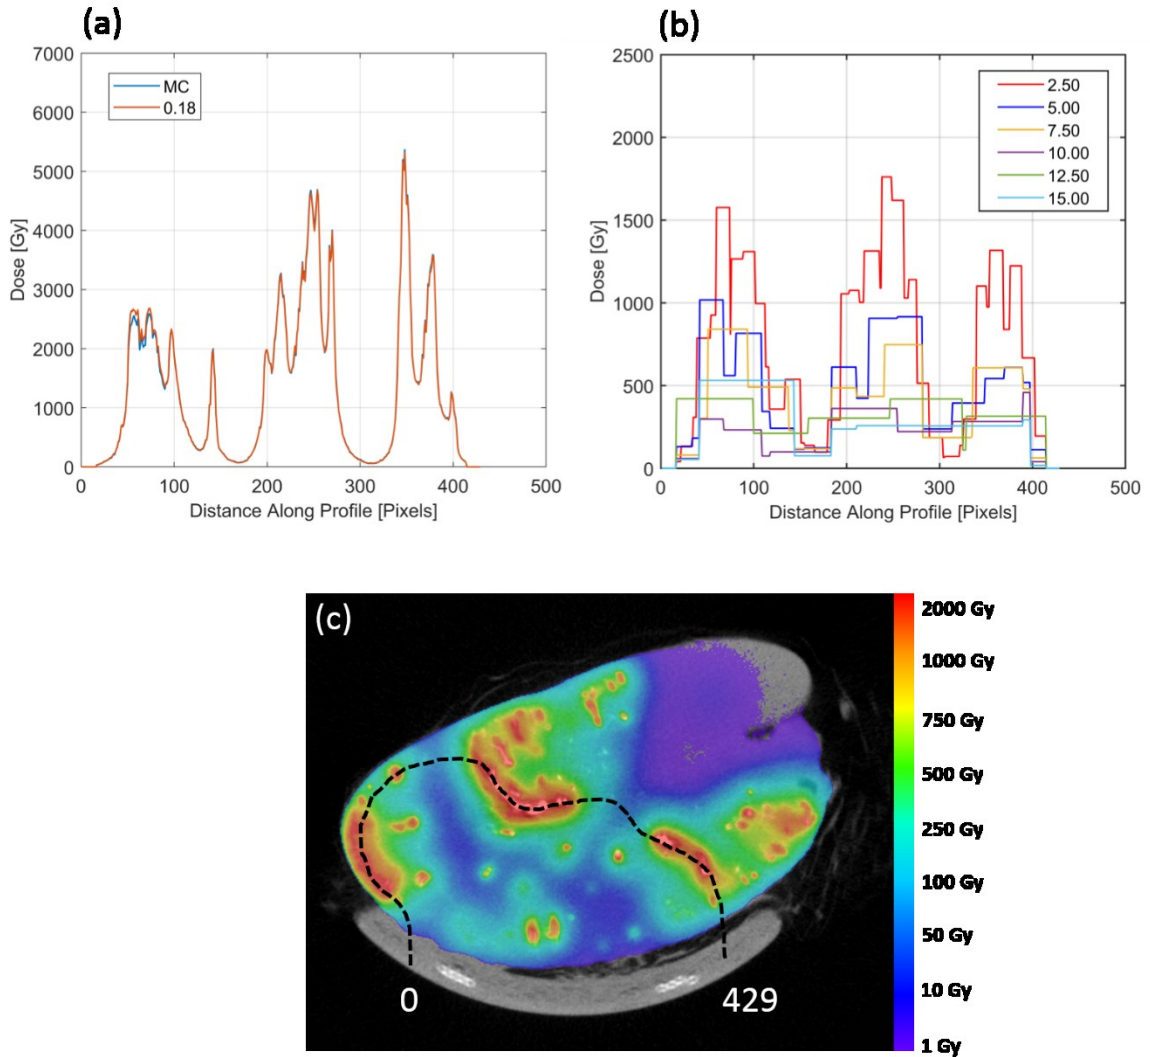 (a)
7000
6000
5000
4000
3000
2000
1000
0
Dose [Gy]
MC
0.18
0 100 200 300 400 500
Distance Along Profile [Pixels]
(b)
2500
2000
1500
1000
500
0
Dose [Gy]
2.50
5.00
7.50
10.00
12.50
15.00
0 100 200 300 400 500
Distance Along Profile [Pixels]
(c)
0
429
2000 Gy
1000 Gy
750 Gy
500 Gy
250 Gy
100 Gy
50 Gy
10 Gy
1 Gy